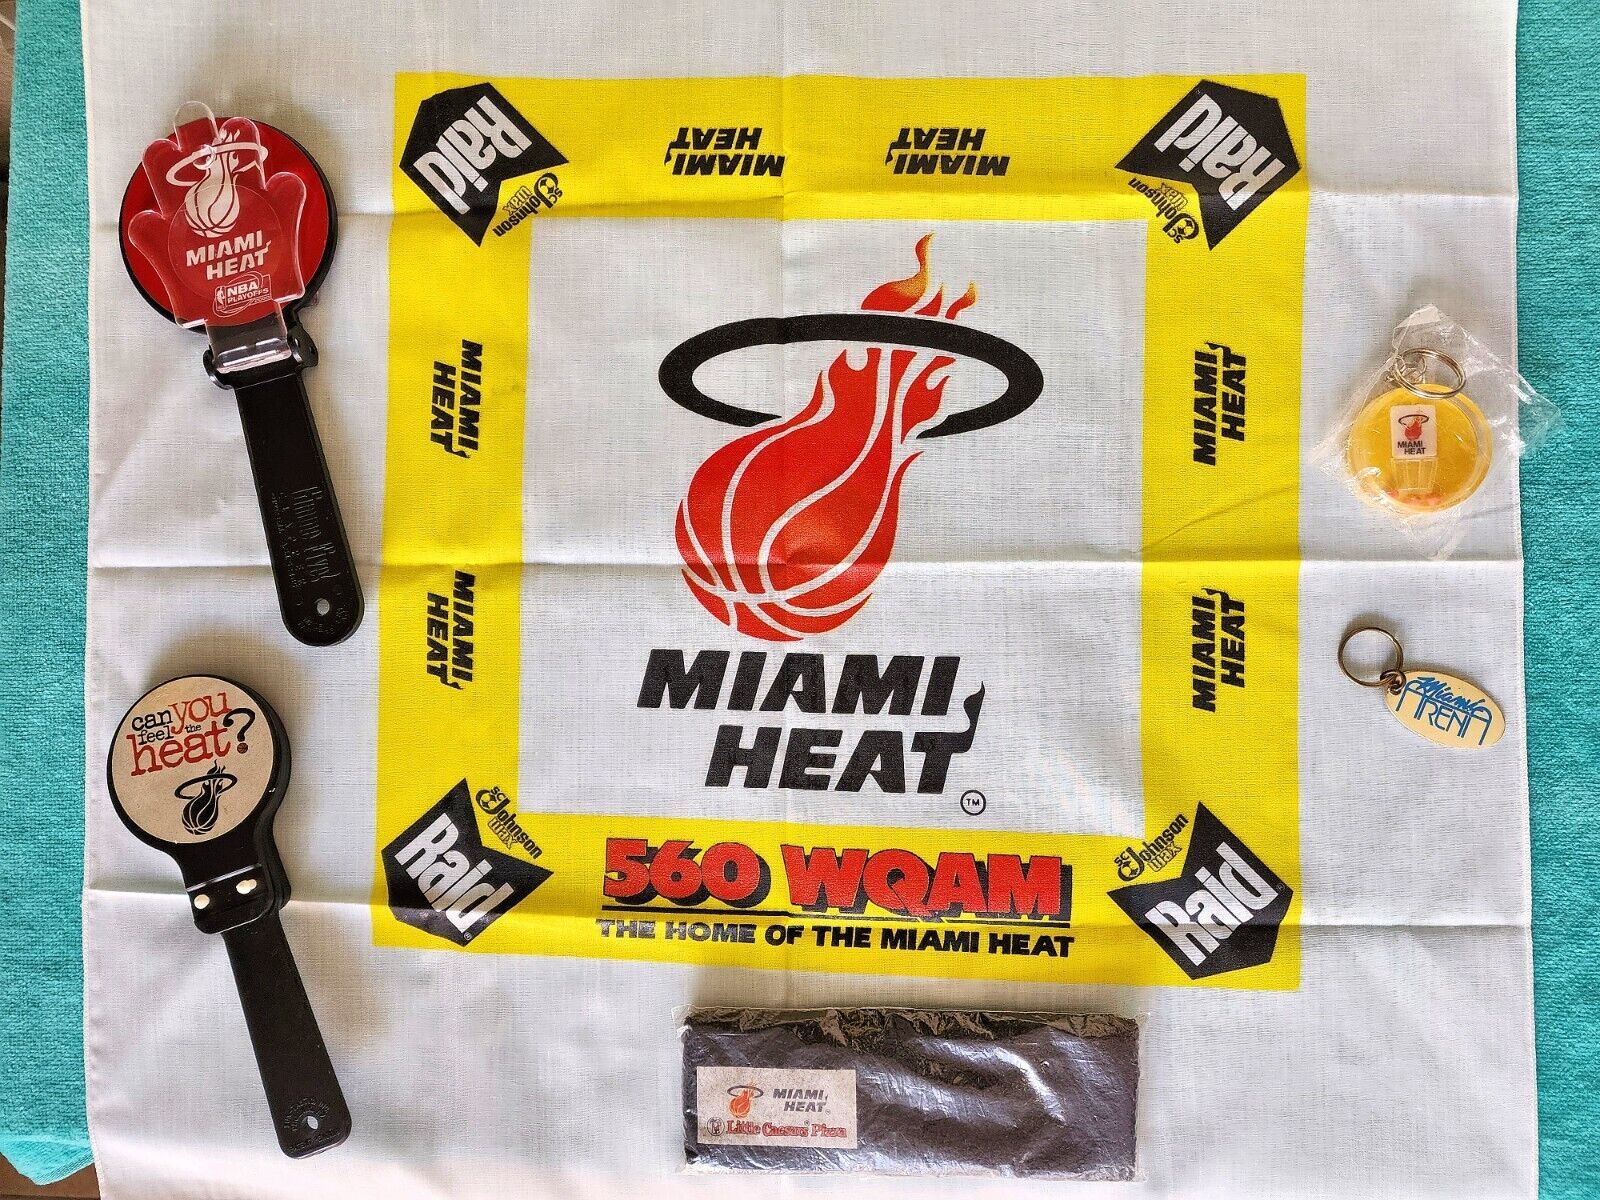 Raid
SC Johnson
wax
MIAMI
HEAT
MIAMI
HEAT
Raid
SC Johnson
wax
MIAMI
HEAT
NBA
PLAYOFFS
MIAMI
HEAT
MIAMI
HEAT
MIAMI
HEAT
MIAMI
HEAT
MIAMI
HEAT
TM
MIAMI
HEAT
Miami
ARENA
can you
feel the
heat?
Raid
SC Johnson
wax
560 WQAM
THE HOME OF THE MIAMI HEAT
SC Johnson
wax
Raid
MIAMI
HEAT
Little Caesars Pizza